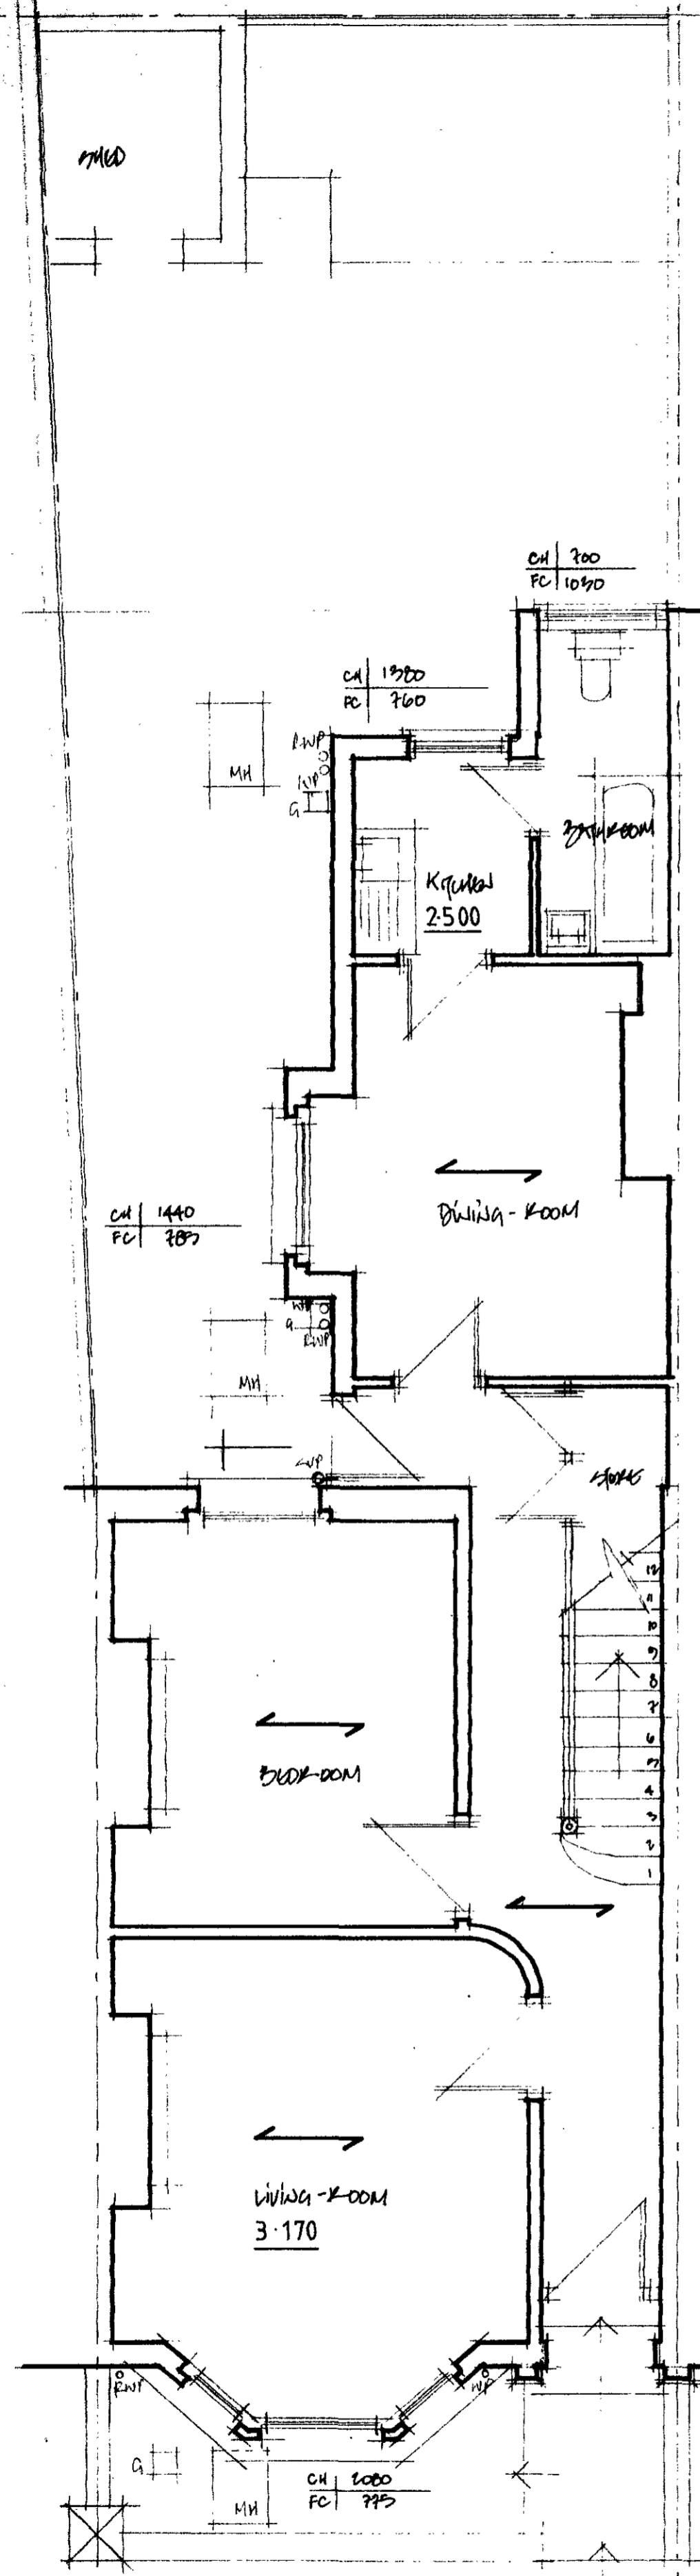 SHED
CH 700
FC 1030
CH 1380
FC 760
RWP
WP
MH
G
BATHROOM
KITCHEN
2·500
DINING-ROOM
CH 1440
FC 785
WP
G
RWP
MH
SVP
STORE
12
11
10
9
8
7
6
5
4
3
2
1
BEDROOM
LIVING-ROOM
3·170
RWP
WP
G
MH
CH 2080
FC 775